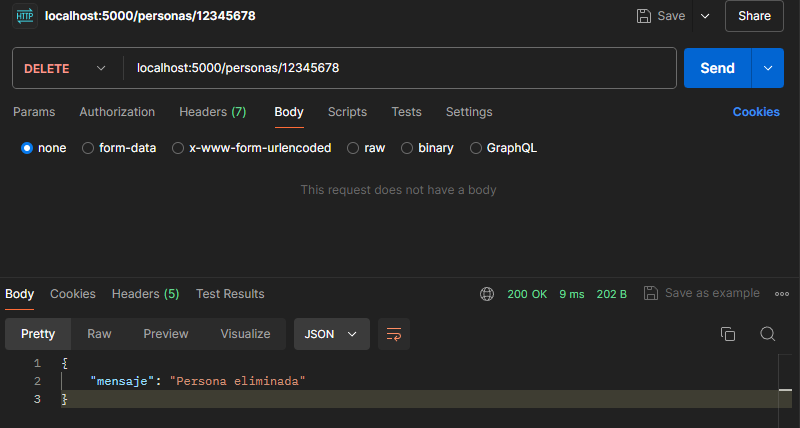 HTTP localhost:5000/personas/12345678 Save Share
DELETE localhost:5000/personas/12345678 Send
Params Authorization Headers (7) Body Scripts Tests Settings Cookies
none form-data x-www-form-urlencoded raw binary GraphQL
This request does not have a body
Body Cookies Headers (5) Test Results 200 OK 9 ms 202 B Save as example
Pretty Raw Preview Visualize JSON
1 {
2 "mensaje": "Persona eliminada"
3 }